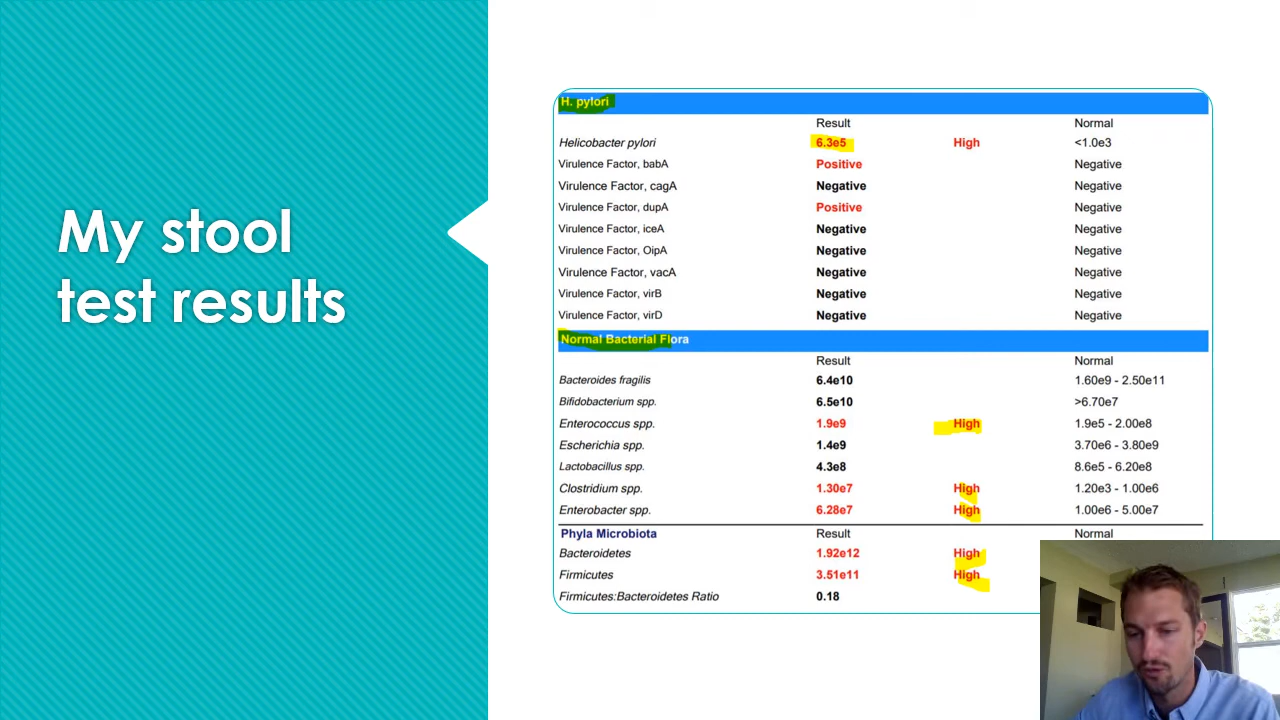 My stool
test results
H. pylori
Result Normal
Helicobacter pylori 6.3e5 High <1.0e3
Virulence Factor, babA Positive Negative
Virulence Factor, cagA Negative Negative
Virulence Factor, dupA Positive Negative
Virulence Factor, iceA Negative Negative
Virulence Factor, OipA Negative Negative
Virulence Factor, vacA Negative Negative
Virulence Factor, virB Negative Negative
Virulence Factor, virD Negative Negative
Normal Bacterial Flora
Result Normal
Bacteroides fragilis 6.4e10 1.60e9 - 2.50e11
Bifidobacterium spp. 6.5e10 >6.70e7
Enterococcus spp. 1.9e9 High 1.9e5 - 2.00e8
Escherichia spp. 1.4e9 3.70e6 - 3.80e9
Lactobacillus spp. 4.3e8 8.6e5 - 6.20e8
Clostridium spp. 1.30e7 High 1.20e3 - 1.00e6
Enterobacter spp. 6.28e7 High 1.00e6 - 5.00e7
Phyla Microbiota Result Normal
Bacteroidetes 1.92e12 High
Firmicutes 3.51e11 High
Firmicutes:Bacteroidetes Ratio 0.18